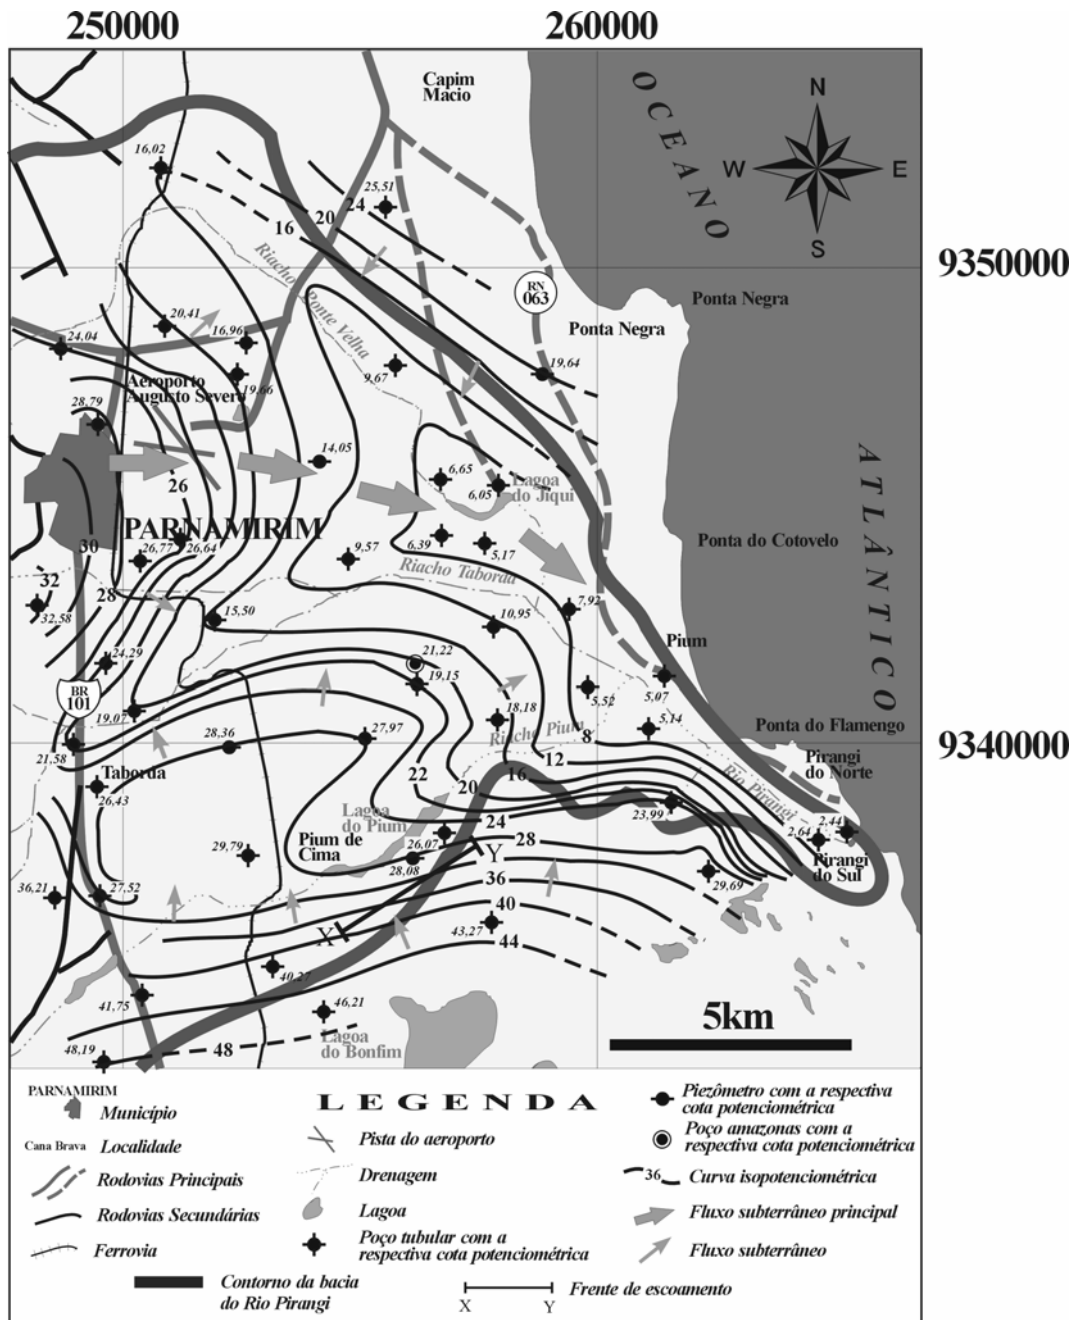 250000
260000
Capim
Macio
OCEANO
N
W
E
S
16,02
25,51
24
20
16
9350000
Riacho Ponte Velha
RN
063
Ponta Negra
Ponta Negra
20,41
16,96
24,04
9,67
19,64
Aeroporto
Augusto Severo
19,66
28,79
ATLÂNTICO
14,05
6,65
6,05
Lagoa
do Jiqui
26
PARNAMIRIM
30
26,77
26,64
9,57
6,39
5,17
Ponta do Cotovelo
Riacho Taborda
32
28
32,58
15,50
10,95
7,92
24,29
21,22
19,15
Pium
5,07
5,52
BR
101
19,07
18,18
Riacho Pium
5,14
Ponta do Flamengo
28,36
27,97
8
9340000
21,58
12
Pirangi
do Norte
Taborda
22
16
20
Rio Pirangi
26,43
Lagoa
do Pium
24
23,99
2,44
2,64
Pium de
Cima
26,07
28
29,79
28,08
Y
Pirangi
do Sul
36
29,69
36,21
27,52
40
X
43,27
44
40,27
41,75
46,21
5km
Lagoa
do Bonfim
48
48,19
LEGENDA
PARNAMIRIM
Município
Cana Brava
Localidade
Rodovias Principais
Rodovias Secundárias
Ferrovia
Pista do aeroporto
Drenagem
Lagoa
Poço tubular com a
respectiva cota potenciométrica
Piezômetro com a respectiva
cota potenciométrica
Poço amazonas com a
respectiva cota potenciométrica
36
Curva isopotenciométrica
Fluxo subterrâneo principal
Fluxo subterrâneo
Contorno da bacia
do Rio Pirangi
X
Y
Frente de escoamento